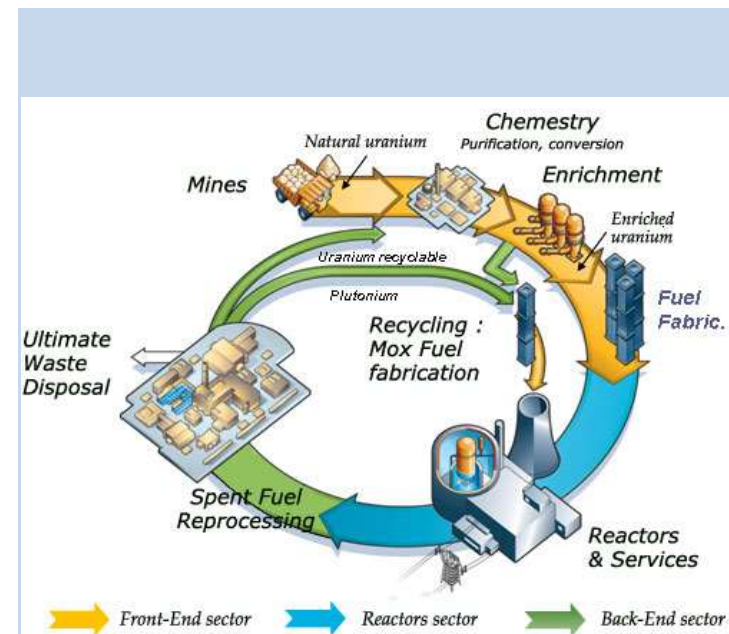 Chemestry
Purification, conversion
Natural uranium
Mines
Enrichment
Enriched
uranium
Uranium recyclable
Plutonium
Fuel
Fabric.
Recycling :
Mox Fuel
fabrication
Ultimate
Waste
Disposal
Spent Fuel
Reprocessing
Reactors
& Services
Front-End sector
Reactors sector
Back-End sector